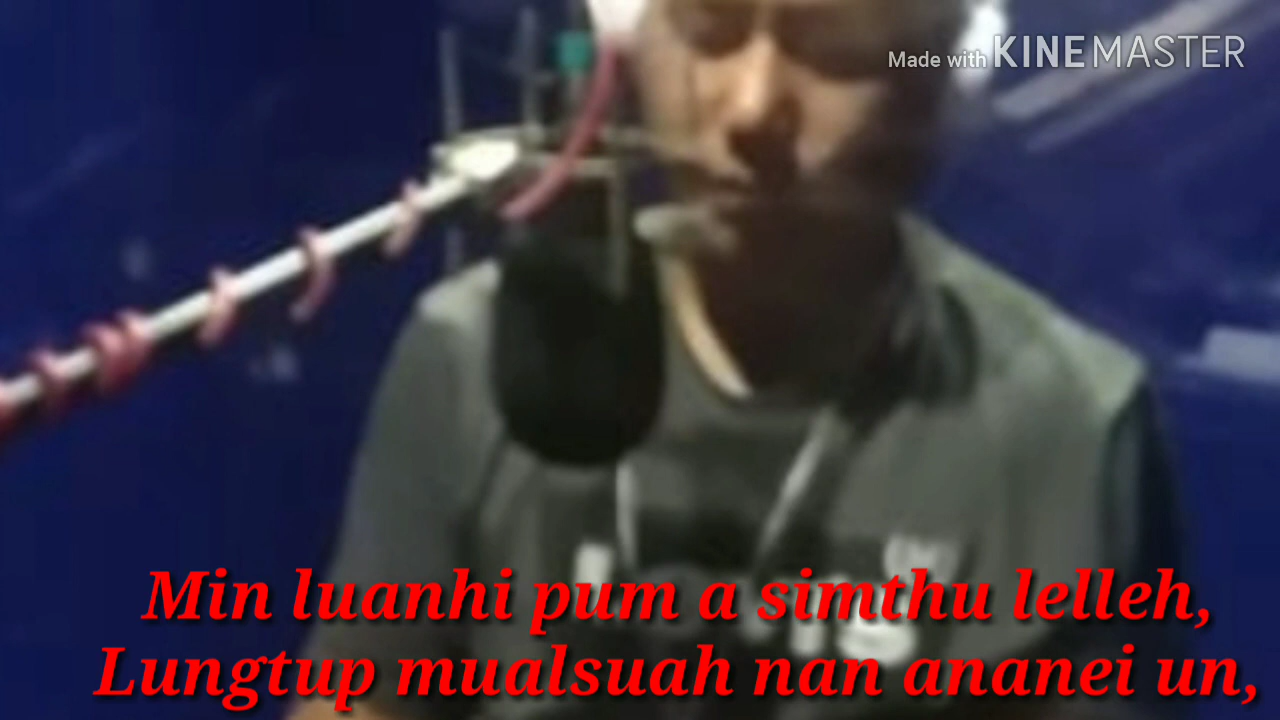 Made with KINEMASTER
Min luanhi pum a simthu lelleh,
Lungtup mualsuah nan ananei un,